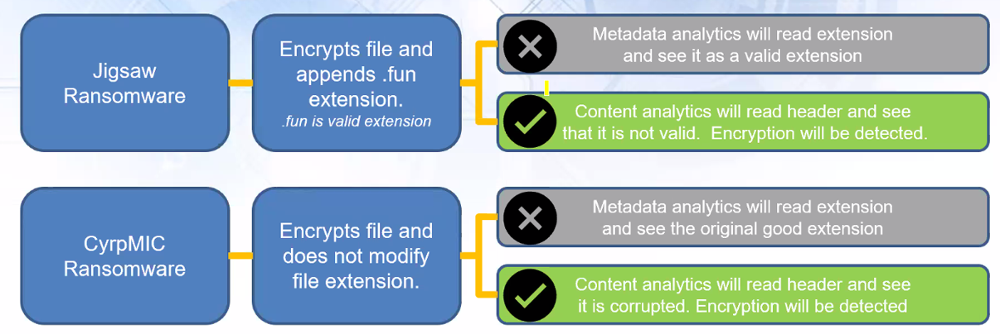 Jigsaw
Ransomware
Encrypts file and
appends .fun
extension.
.fun is valid extension
Metadata analytics will read extension
and see it as a valid extension
Content analytics will read header and see
that it is not valid.  Encryption will be detected.
CyrpMIC
Ransomware
Encrypts file and
does not modify
file extension.
Metadata analytics will read extension
and see the original good extension
Content analytics will read header and see
it is corrupted. Encryption will be detected